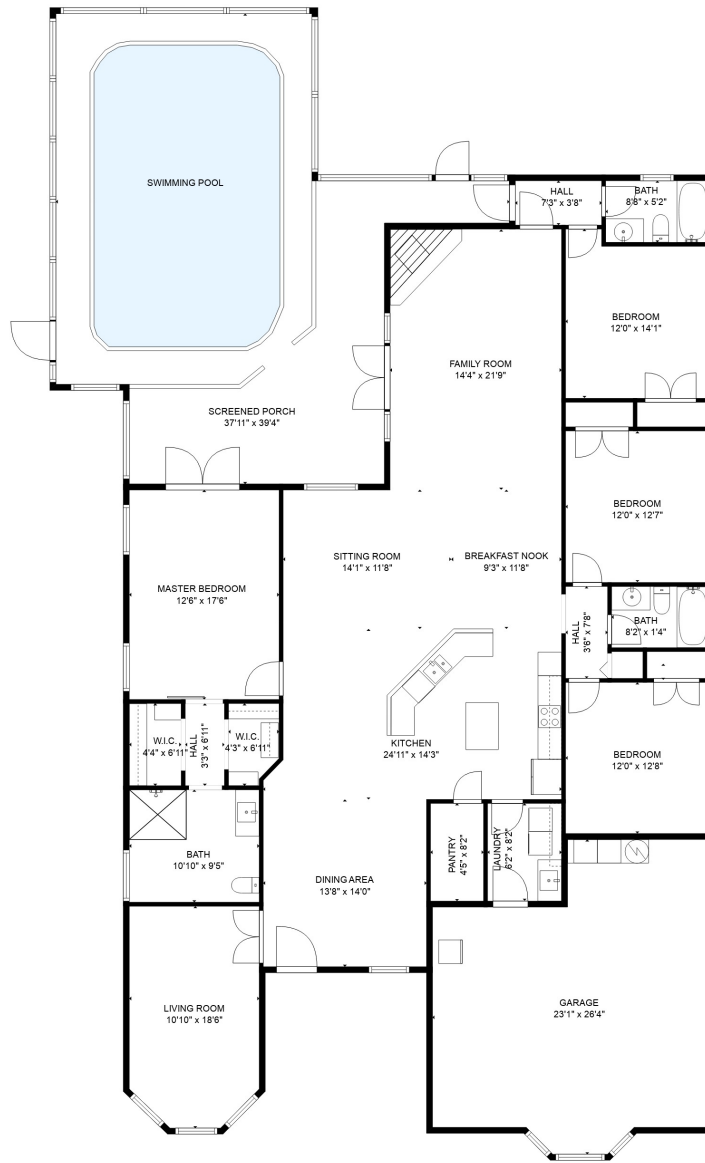 SWIMMING POOL
HALL
7'3" x 3'8"
BATH
8'8" x 5'2"
BEDROOM
12'0" x 14'1"
FAMILY ROOM
14'4" x 21'9"
SCREENED PORCH
37'11" x 39'4"
BEDROOM
12'0" x 12'7"
SITTING ROOM
14'1" x 11'8"
BREAKFAST NOOK
9'3" x 11'8"
MASTER BEDROOM
12'6" x 17'6"
HALL
3'6" x 7'8"
BATH
8'2" x 1'4"
W.I.C.
4'4" x 6'11"
HALL
3'3" x 6'11"
W.I.C.
4'3" x 6'11"
KITCHEN
24'11" x 14'3"
BEDROOM
12'0" x 12'8"
BATH
10'10" x 9'5"
PANTRY
4'5" x 8'2"
LAUNDRY
6'2" x 8'2"
DINING AREA
13'8" x 14'0"
LIVING ROOM
10'10" x 18'6"
GARAGE
23'1" x 26'4"